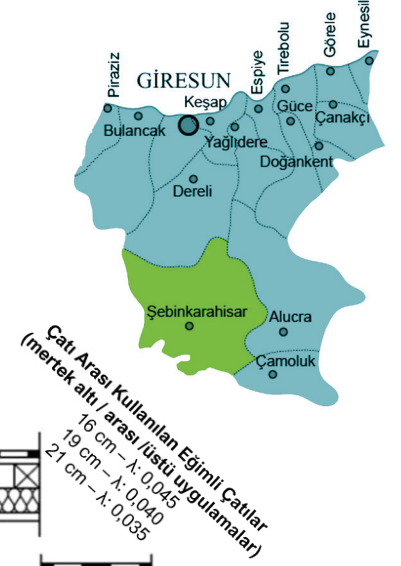 Eynesil
Görele
Tirebolu
Espiye
Piraziz
GİRESUN
Keşap
Güce
Çanakçı
Bulancak
Yağlıdere
Doğankent
Dereli
Şebinkarahisar
Alucra
Çamoluk
Çatı Arası Kullanılan Eğimli Çatılar
(mertek altı / arası /üstü uygulamalar)
16 cm – λ: 0,045
19 cm – λ: 0,040
21 cm – λ: 0,035